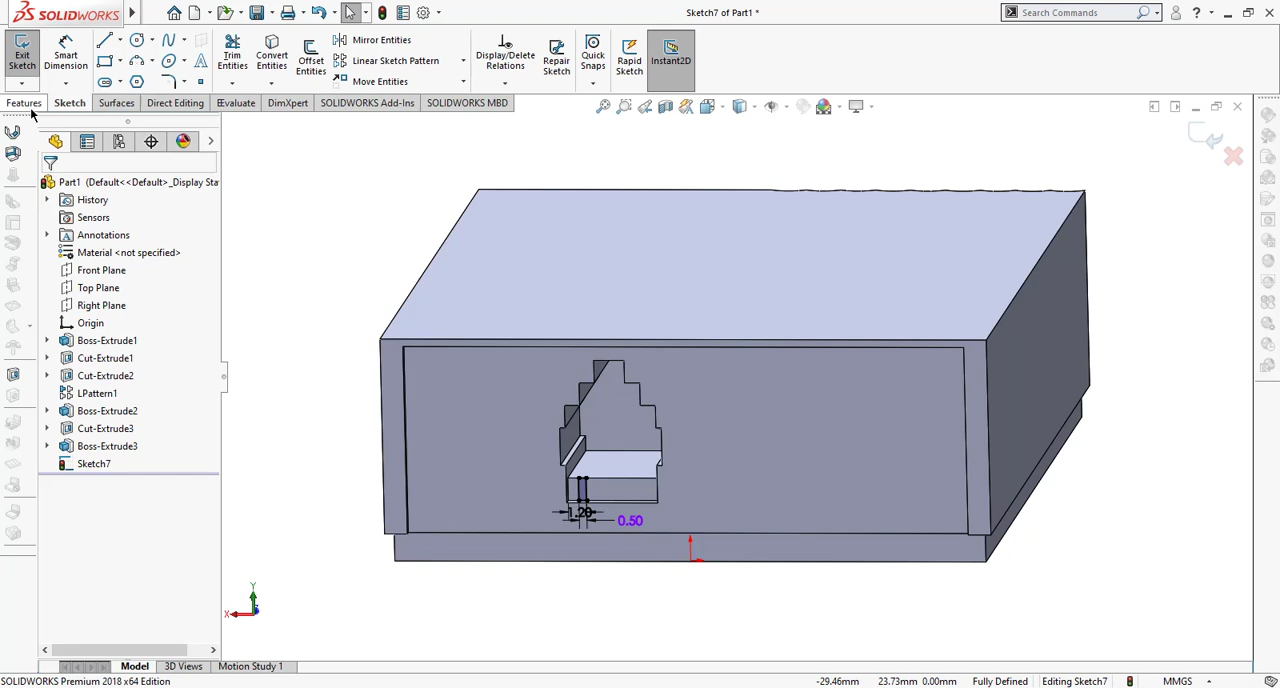 SOLIDWORKS
Sketch7 of Part1 *
Search Commands
Exit Sketch
Smart Dimension
Trim Entities
Convert Entities
Offset Entities
Mirror Entities
Linear Sketch Pattern
Move Entities
Display/Delete Relations
Repair Sketch
Quick Snaps
Rapid Sketch
Instant2D
Features
Sketch
Surfaces
Direct Editing
Evaluate
DimXpert
SOLIDWORKS Add-Ins
SOLIDWORKS MBD
Part1 (Default<<Default>_Display Sta
History
Sensors
Annotations
Material <not specified>
Front Plane
Top Plane
Right Plane
Origin
Boss-Extrude1
Cut-Extrude1
Cut-Extrude2
LPattern1
Boss-Extrude2
Cut-Extrude3
Boss-Extrude3
Sketch7
1.20
0.50
Y
X
Model
3D Views
Motion Study 1
SOLIDWORKS Premium 2018 x64 Edition
-29.46mm
23.73mm
0.00mm
Fully Defined
Editing Sketch7
MMGS